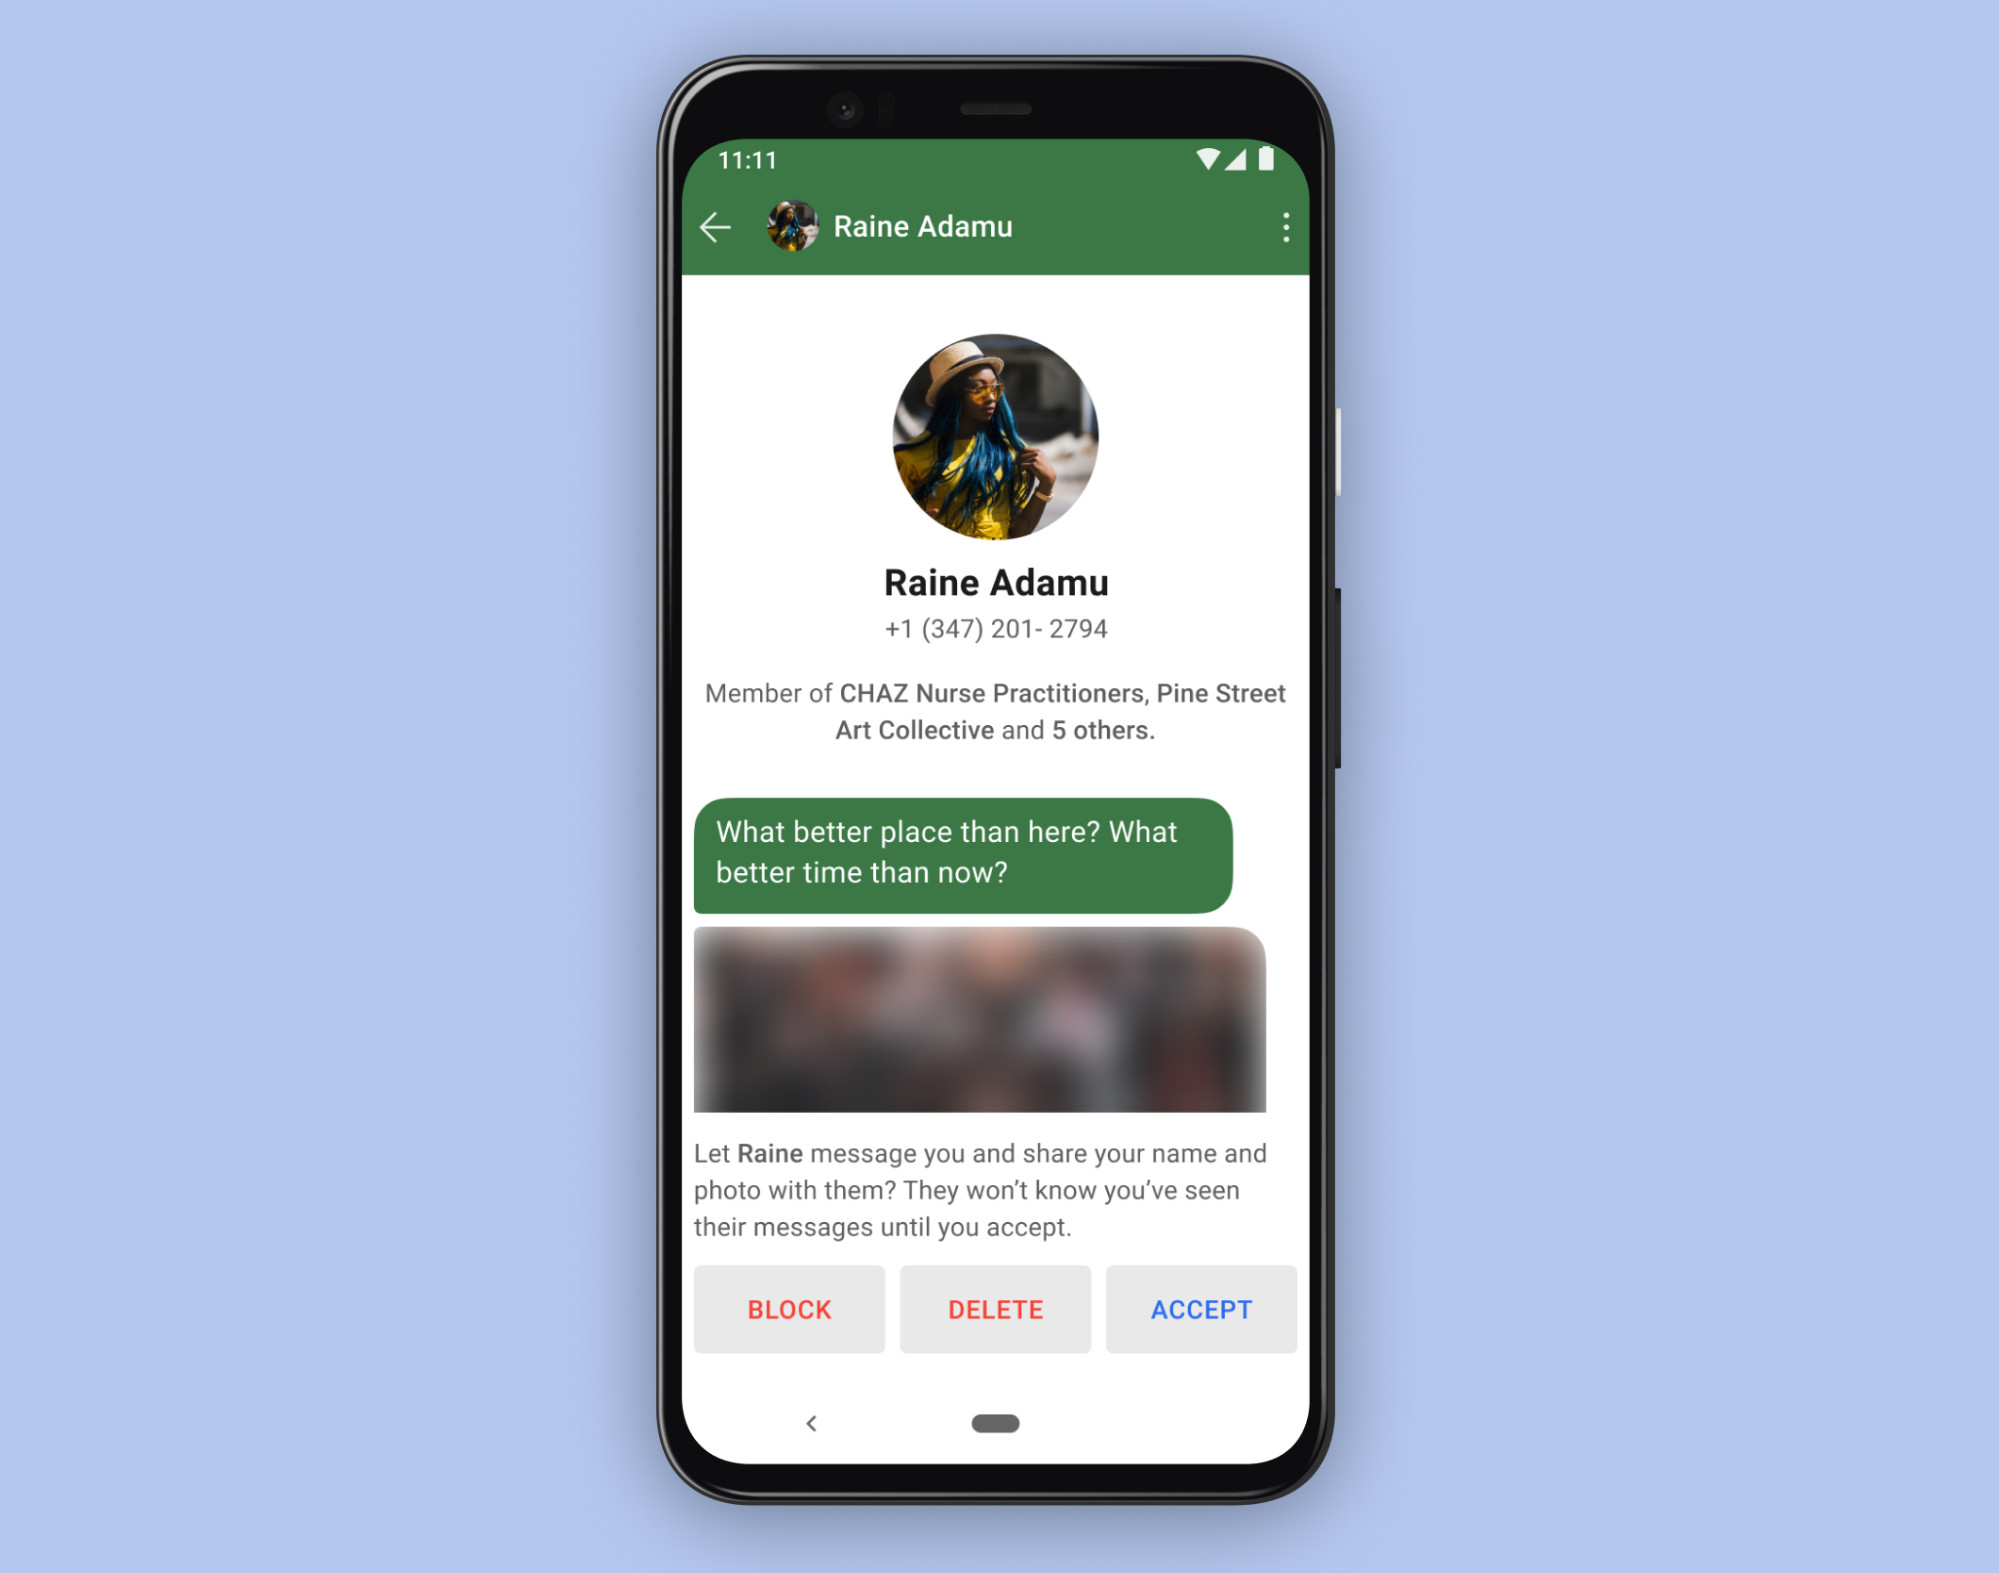 11:11
Raine Adamu
Raine Adamu
+1 (347) 201- 2794
Member of CHAZ Nurse Practitioners, Pine Street
Art Collective and 5 others.
What better place than here? What
better time than now?
Let Raine message you and share your name and
photo with them? They won’t know you’ve seen
their messages until you accept.
BLOCK
DELETE
ACCEPT